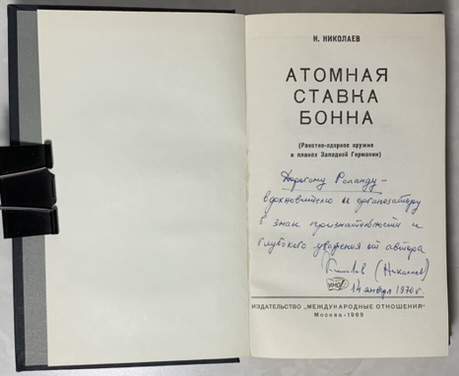 Н. НИКОЛАЕВ
АТОМНАЯ
СТАВКА
БОННА
(Ракетно-ядерное оружие
в планах Западной Германии)
Дорогому Роланду –
вдохновителю и организатору
в знак признательности и
глубокого уважения от автора
(Николаев)
14 января 1970 г.
ИЗДАТЕЛЬСТВО „МЕЖДУНАРОДНЫЕ ОТНОШЕНИЯ"
Москва – 1969